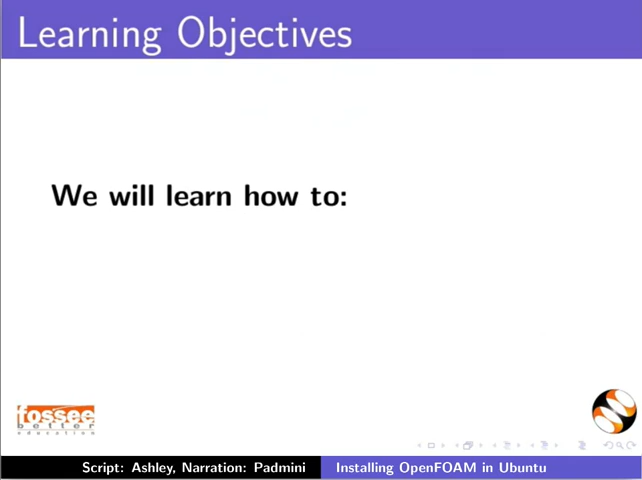 Learning Objectives
We will learn how to:
fossee
better
education
Script: Ashley, Narration: Padmini
Installing OpenFOAM in Ubuntu